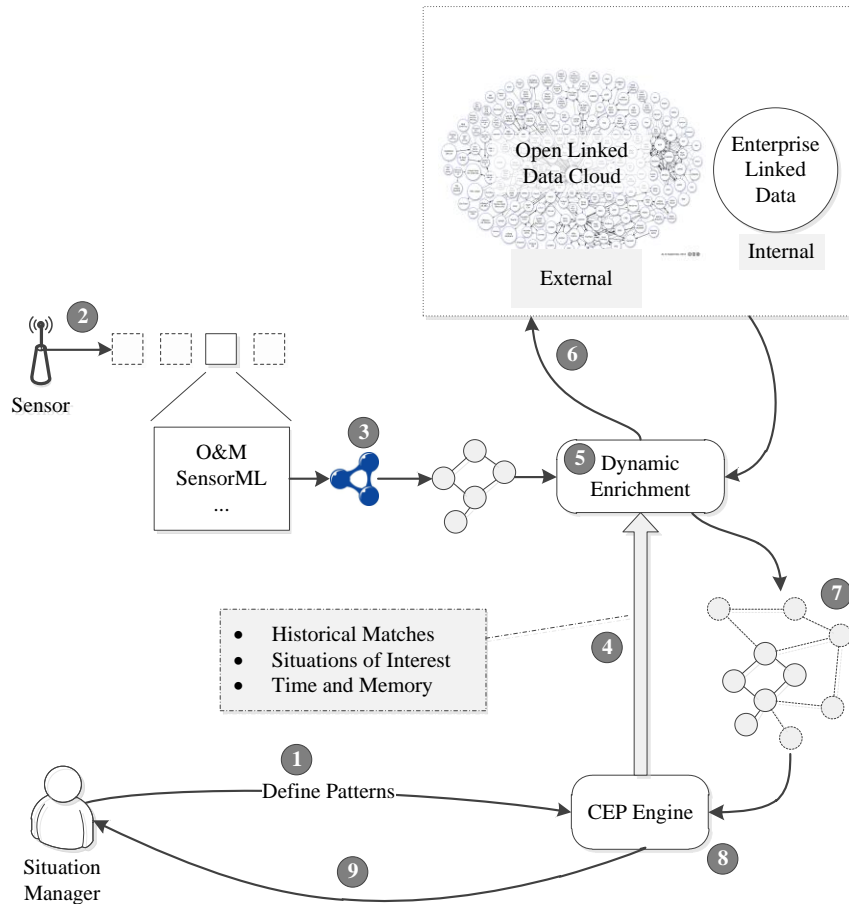 Open Linked
Data Cloud
Enterprise
Linked
Data
Internal
External
2
6
Sensor
O&M
SensorML
...
3
5
Dynamic
Enrichment
7
• Historical Matches
• Situations of Interest
• Time and Memory
4
1
Define Patterns
CEP Engine
8
Situation
Manager
9